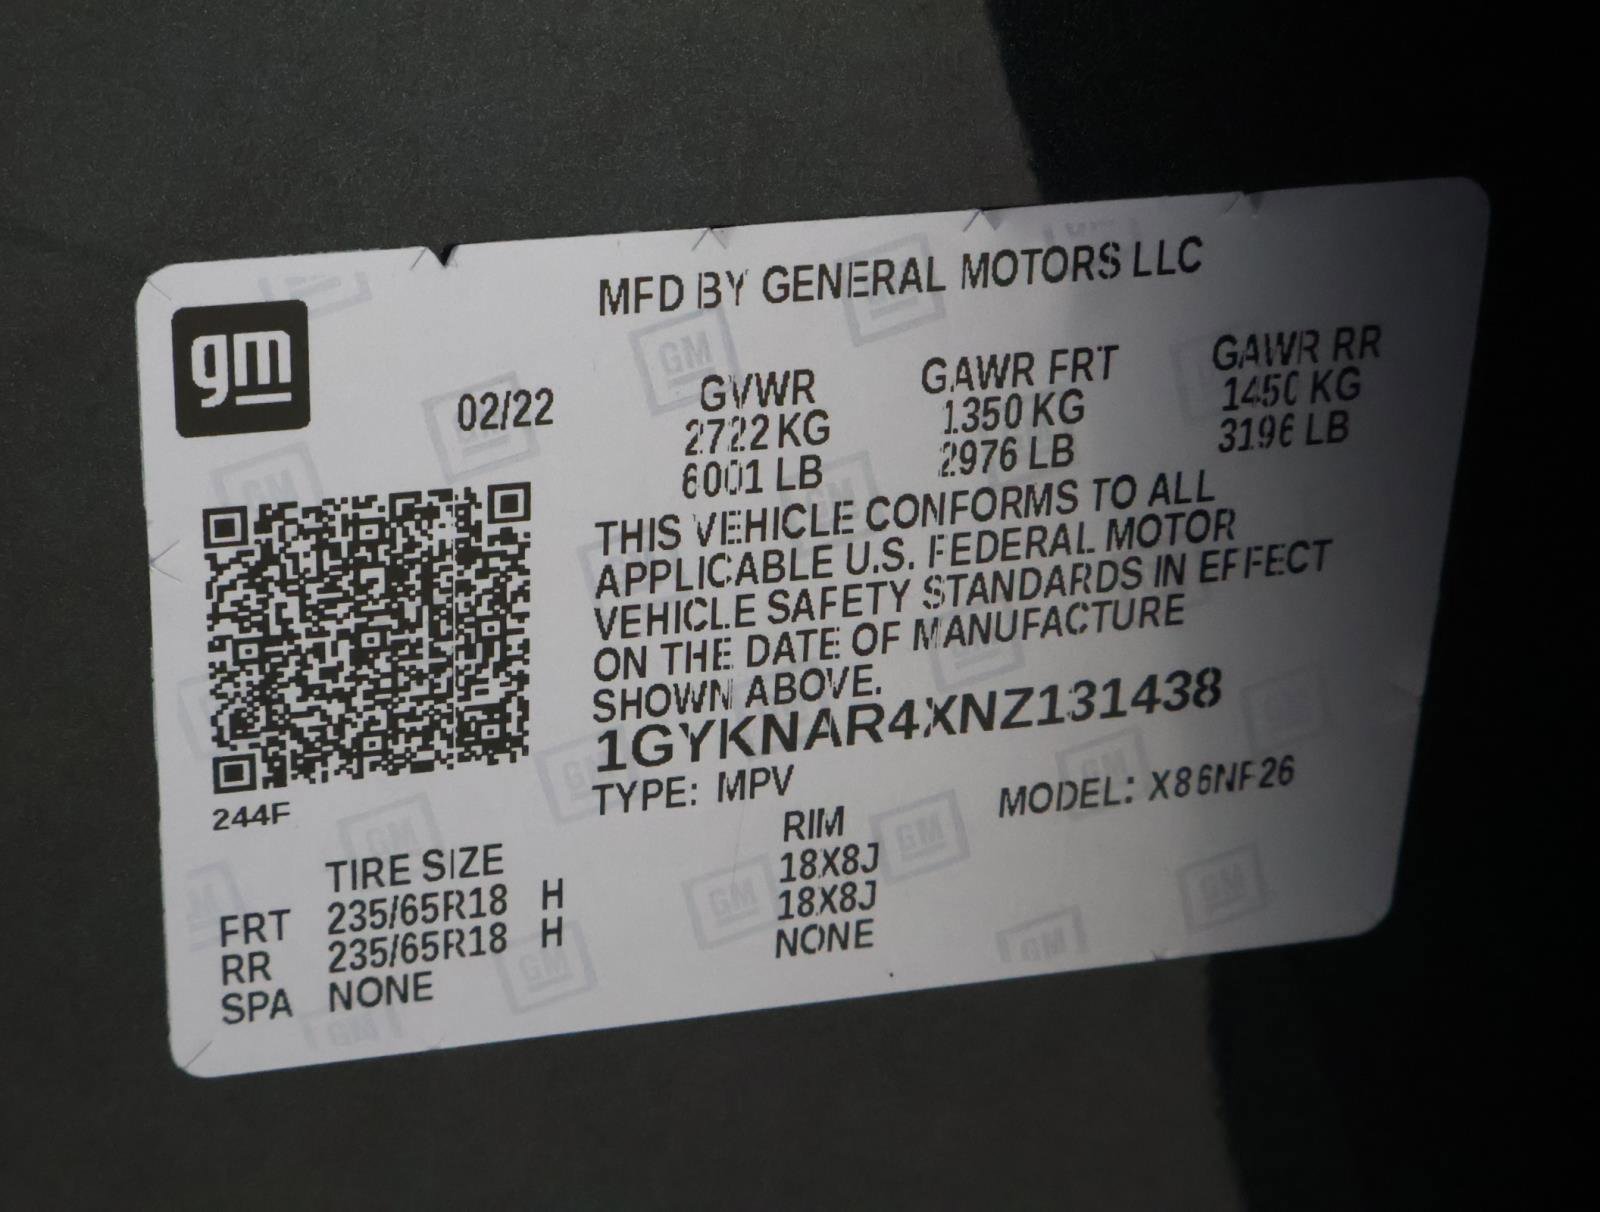 gm
MFD BY GENERAL MOTORS LLC
02/22
GVWR GAWR FRT GAWR RR
2722 KG 1350 KG 1450 KG
6001 LB 2976 LB 3196 LB
THIS VEHICLE CONFORMS TO ALL
APPLICABLE U.S. FEDERAL MOTOR
VEHICLE SAFETY STANDARDS IN EFFECT
ON THE DATE OF MANUFACTURE
SHOWN ABOVE.
1GYKNAR4XNZ131438
TYPE: MPV MODEL: X86NF26
244F
TIRE SIZE RIM
FRT 235/65R18 H 18X8J
RR 235/65R18 H 18X8J
SPA NONE NONE